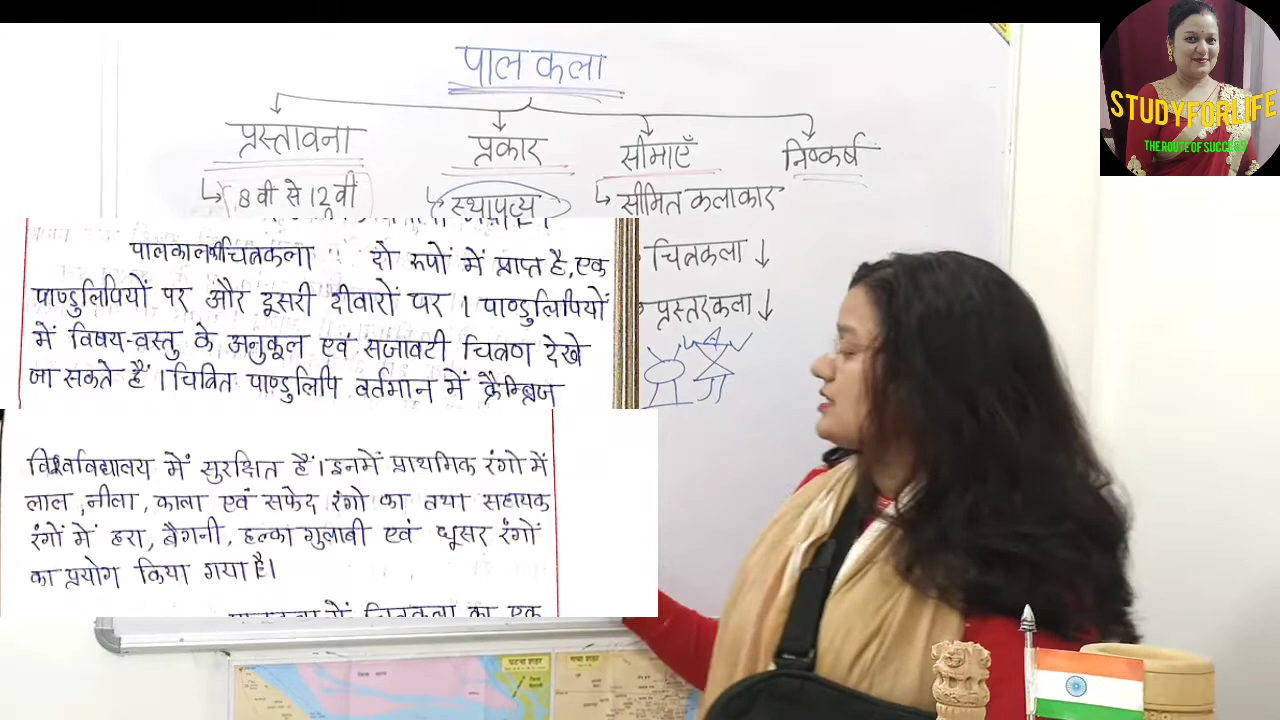 पाल कला
प्रस्तावना
प्रकार
सीमाएँ
निष्कर्ष
8 वी से 12 वी
स्थापत्य
सीमित कलाकार
चित्रकला ↓
प्रस्तरकला ↓
पालकालकीचित्रकला दो रूपों में प्राप्त है, एक
पाण्डुलिपियों पर और दूसरी दीवारों पर । पाण्डुलिपियों
में विषय-वस्तु के अनुकूल एवं सजावटी चित्रण देखे
जा सकते हैं । चित्रित पाण्डुलिपि वर्तमान में क्रैम्ब्रिज
विश्वविद्यालय में सुरक्षित हैं। इनमें प्राथमिक रंगो में
लाल, नीला, काला एवं सफेद रंगो का तथा सहायक
रंगों में हरा, बैगनी, हल्का गुलाबी एवं धूसर रंगों
का प्रयोग किया गया है।
STUDYFORLIFE
THE ROUTE OF SUCCESS